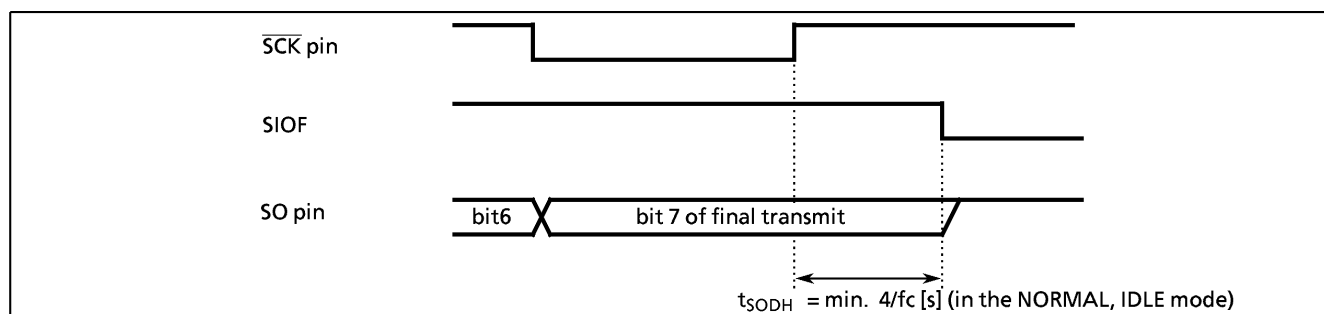 S̅C̅K̅ pin
SIOF
SO pin
bit6
bit 7 of final transmit
tSODH = min. 4/fc [s] (in the NORMAL, IDLE mode)